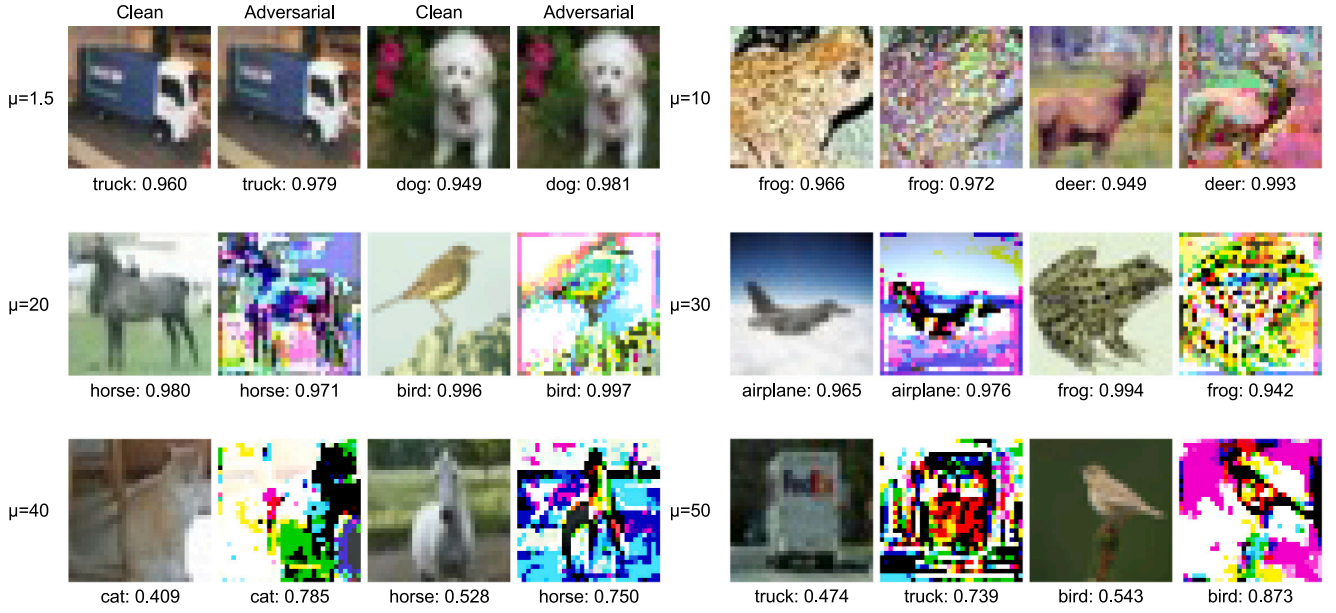 Clean Adversarial Clean Adversarial
μ=1.5
truck: 0.960 truck: 0.979 dog: 0.949 dog: 0.981
μ=10
frog: 0.966 frog: 0.972 deer: 0.949 deer: 0.993
μ=20
horse: 0.980 horse: 0.971 bird: 0.996 bird: 0.997
μ=30
airplane: 0.965 airplane: 0.976 frog: 0.994 frog: 0.942
μ=40
cat: 0.409 cat: 0.785 horse: 0.528 horse: 0.750
μ=50
FedEx
truck: 0.474 truck: 0.739 bird: 0.543 bird: 0.873